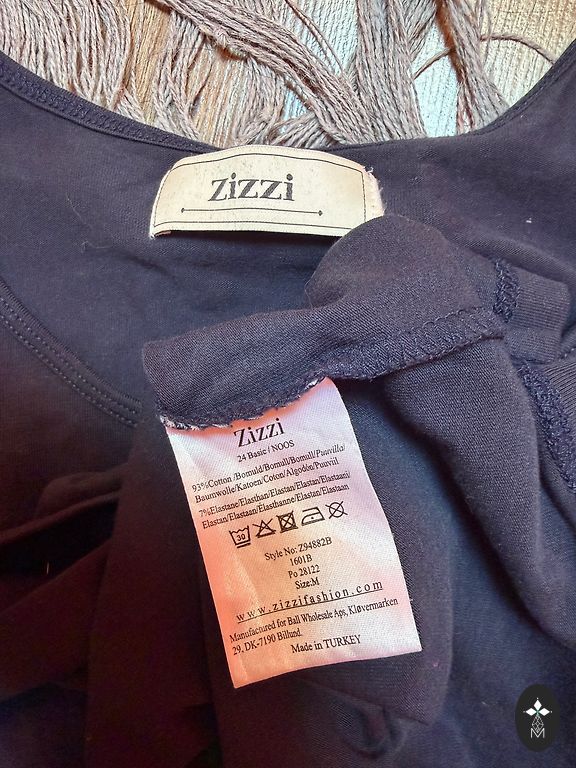 Zizzi
Zizzi
24 Basic / NOOS
93%Cotton /Bomuld/Bomull/Bomull/Puuvilla/
Baumwolle/Katoen/Coton/Algodón/Puuvil
7%Elastane/Elasthan/Elastan/Elastan/Elastaani/
Elastan/Elastaan/Elasthanne/Elastano/Elastaan
30
Style No: Z94882B
1601B
Po 28122
Size:M
www.zizzifashion.com
Manufactured for Ball Wholesale Aps, Kløvermarken
29, DK-7190 Billund.
Made in TURKEY
M